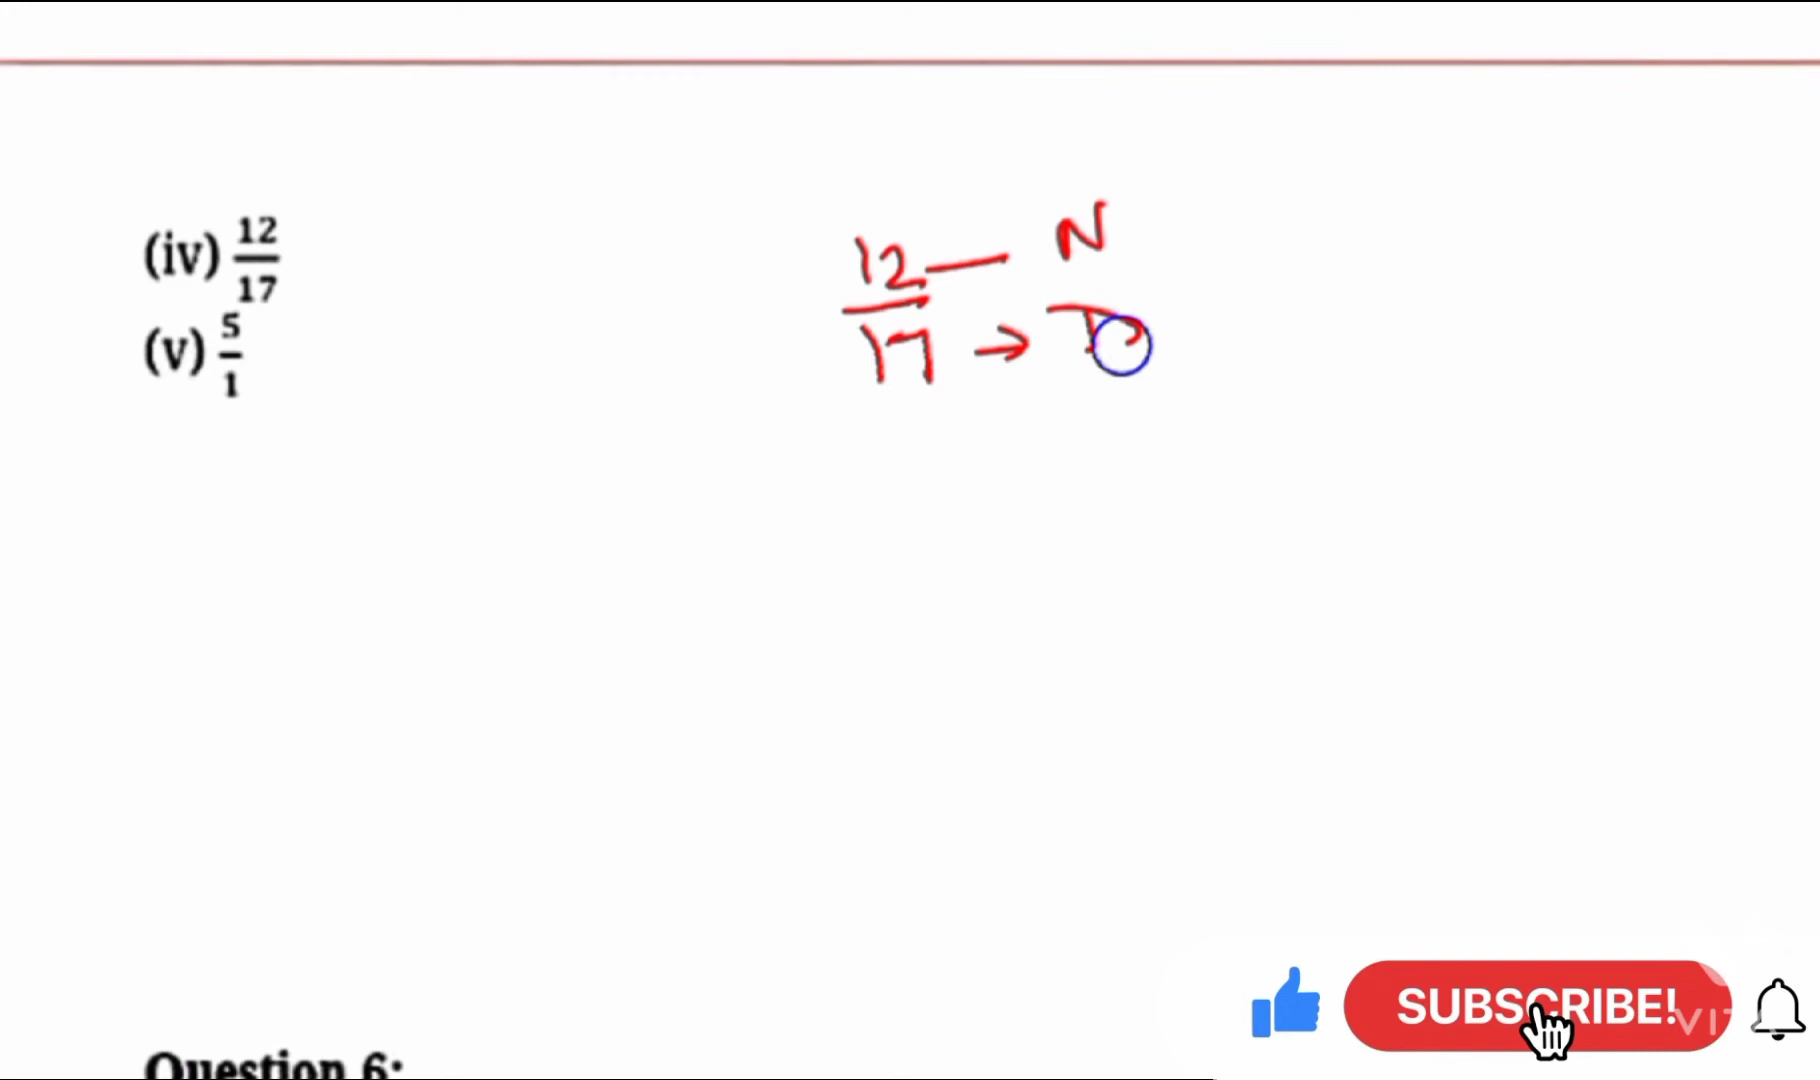 (iv) 12/17
12 — N
17 → D
(v) 5/1
Question 6:
SUBSCRIBE!